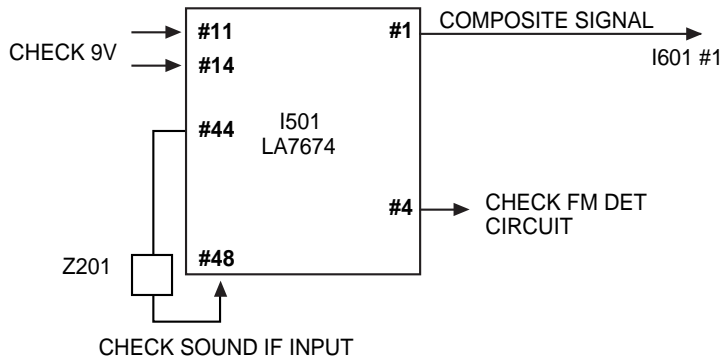 COMPOSITE SIGNAL
#11
#1
CHECK 9V
I601 #1
#14
I501
LA7674
#44
#4
CHECK FM DET
CIRCUIT
Z201
#48
CHECK SOUND IF INPUT